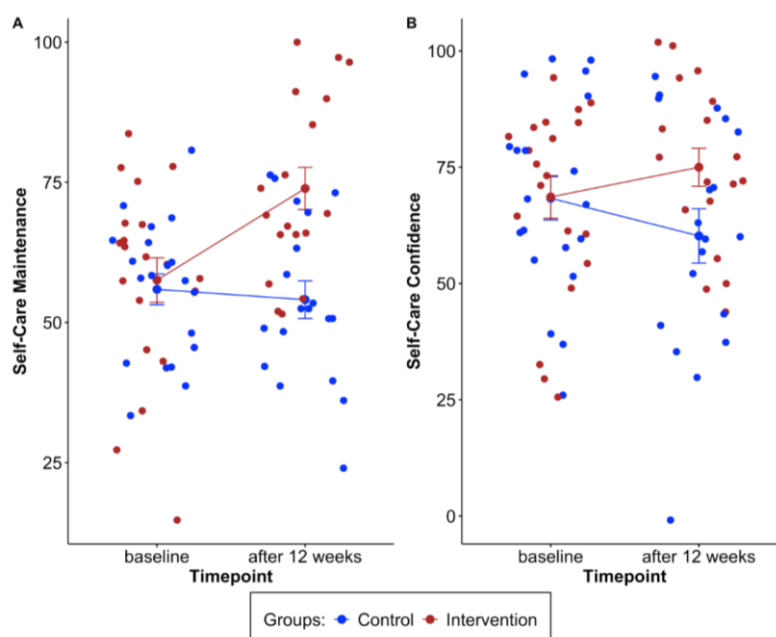 A
B
100
75
50
25
Self-Care Maintenance
baseline
after 12 weeks
Timepoint
100
75
50
25
0
Self-Care Confidence
baseline
after 12 weeks
Timepoint
Groups: Control Intervention